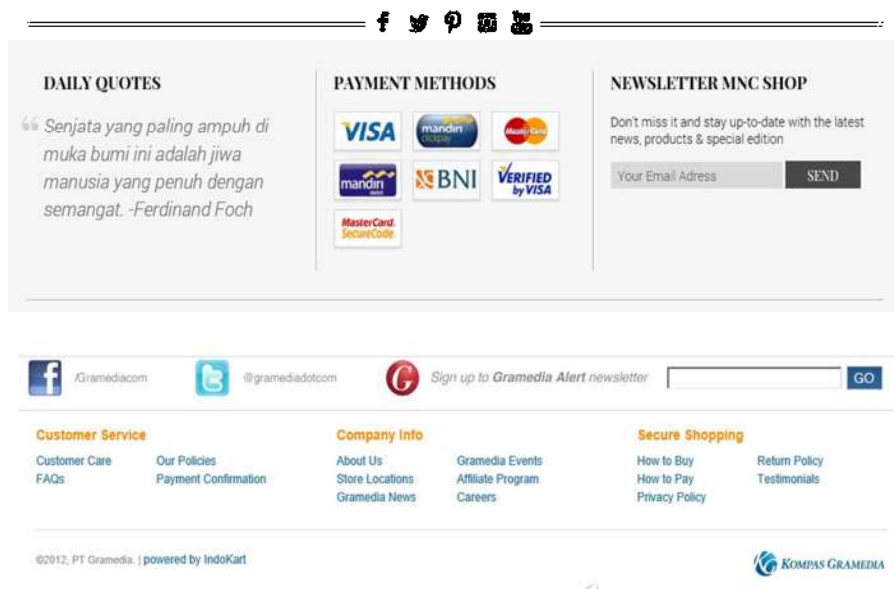 DAILY QUOTES
Senjata yang paling ampuh di
muka bumi ini adalah jiwa
manusia yang penuh dengan
semangat. -Ferdinand Foch
PAYMENT METHODS
VISA
mandiri
clickpay
MasterCard
mandiri
debit
BNI
VERIFIED
by VISA
MasterCard.
SecureCode.
NEWSLETTER MNC SHOP
Don't miss it and stay up-to-date with the latest
news, products & special edition
Your Email Adress
SEND
/Gramediacom
@gramediadotcom
G
Sign up to Gramedia Alert newsletter
GO
Customer Service
Customer Care
FAQs
Our Policies
Payment Confirmation
Company Info
About Us
Store Locations
Gramedia News
Gramedia Events
Affiliate Program
Careers
Secure Shopping
How to Buy
How to Pay
Privacy Policy
Return Policy
Testimonials
©2012, PT Gramedia. | powered by IndoKart
KOMPAS GRAMEDIA